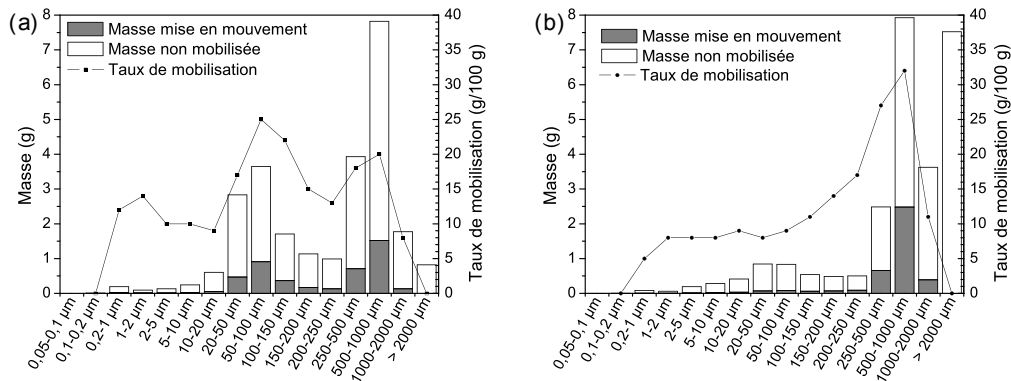 (a)
Masse mise en mouvement
Masse non mobilisée
Taux de mobilisation
Masse (g)
8
7
6
5
4
3
2
1
0
Taux de mobilisation (g/100 g)
40
35
30
25
20
15
10
5
0
0,05-0,1 µm
0,1-0,2 µm
0,2-1 µm
1-2 µm
2-5 µm
5-10 µm
10-20 µm
20-50 µm
50-100 µm
100-150 µm
150-200 µm
200-250 µm
250-500 µm
500-1000 µm
1000-2000 µm
> 2000 µm
(b)
Masse mise en mouvement
Masse non mobilisée
Taux de mobilisation
Masse (g)
8
7
6
5
4
3
2
1
0
Taux de mobilisation (g/100 g)
40
35
30
25
20
15
10
5
0
0,05-0,1 µm
0,1-0,2 µm
0,2-1 µm
1-2 µm
2-5 µm
5-10 µm
10-20 µm
20-50 µm
50-100 µm
100-150 µm
150-200 µm
200-250 µm
250-500 µm
500-1000 µm
1000-2000 µm
> 2000 µm